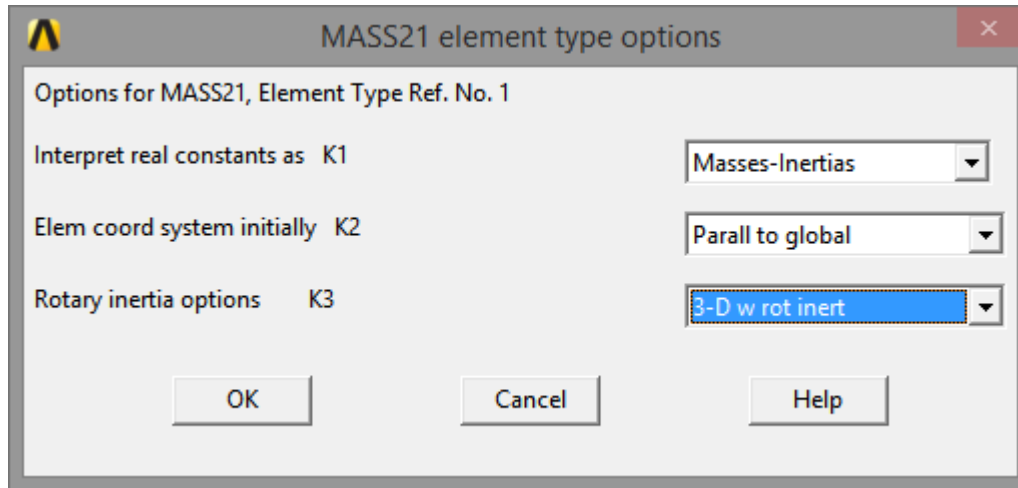 MASS21 element type options
Options for MASS21, Element Type Ref. No. 1
Interpret real constants as K1 Masses-Inertias
Elem coord system initially K2 Parall to global
Rotary inertia options K3 3-D w rot inert
OK Cancel Help